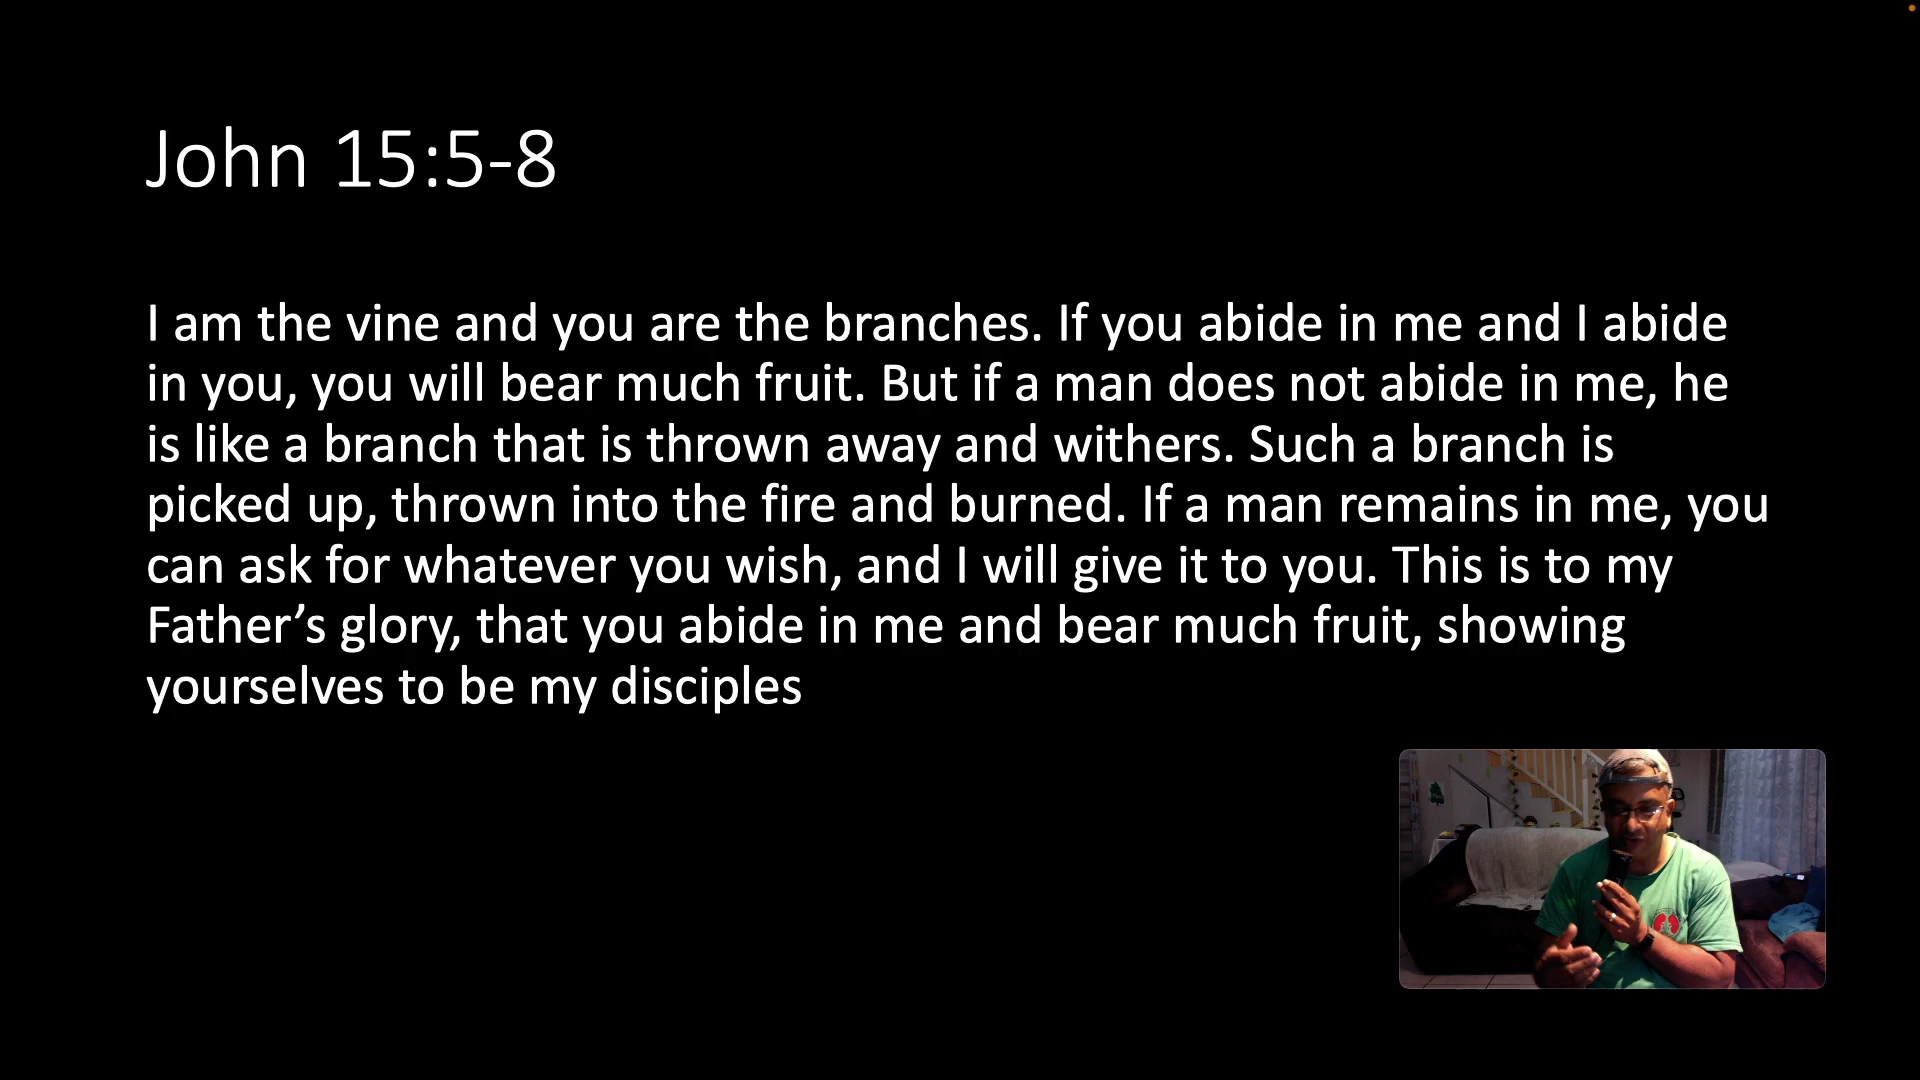 John 15:5-8
I am the vine and you are the branches. If you abide in me and I abide
in you, you will bear much fruit. But if a man does not abide in me, he
is like a branch that is thrown away and withers. Such a branch is
picked up, thrown into the fire and burned. If a man remains in me, you
can ask for whatever you wish, and I will give it to you. This is to my
Father’s glory, that you abide in me and bear much fruit, showing
yourselves to be my disciples